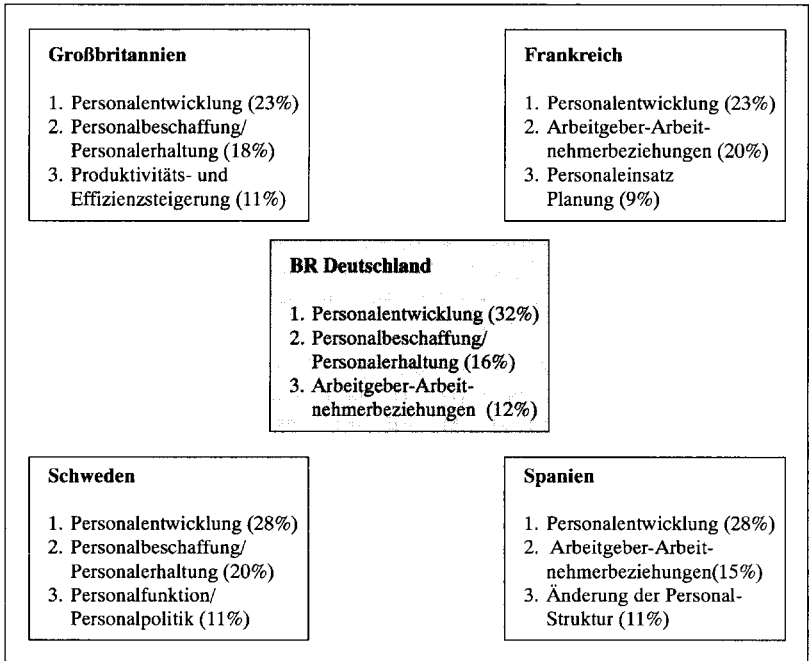 Großbritannien
1. Personalentwicklung (23%)
2. Personalbeschaffung/
Personalerhaltung (18%)
3. Produktivitäts- und
Effizienzsteigerung (11%)
Frankreich
1. Personalentwicklung (23%)
2. Arbeitgeber-Arbeit-
nehmerbeziehungen (20%)
3. Personaleinsatz
Planung (9%)
BR Deutschland
1. Personalentwicklung (32%)
2. Personalbeschaffung/
Personalerhaltung (16%)
3. Arbeitgeber-Arbeit-
nehmerbeziehungen (12%)
Schweden
1. Personalentwicklung (28%)
2. Personalbeschaffung/
Personalerhaltung (20%)
3. Personalfunktion/
Personalpolitik (11%)
Spanien
1. Personalentwicklung (28%)
2. Arbeitgeber-Arbeit-
nehmerbeziehungen(15%)
3. Änderung der Personal-
Struktur (11%)